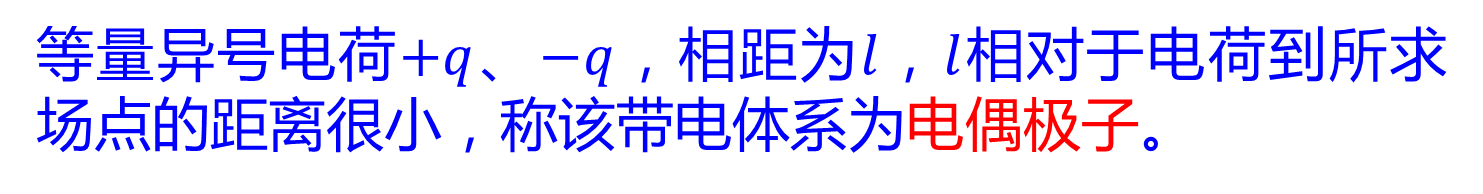 等量异号电荷+q、−q，相距为l，l相对于电荷到所求
场点的距离很小，称该带电体系为电偶极子。